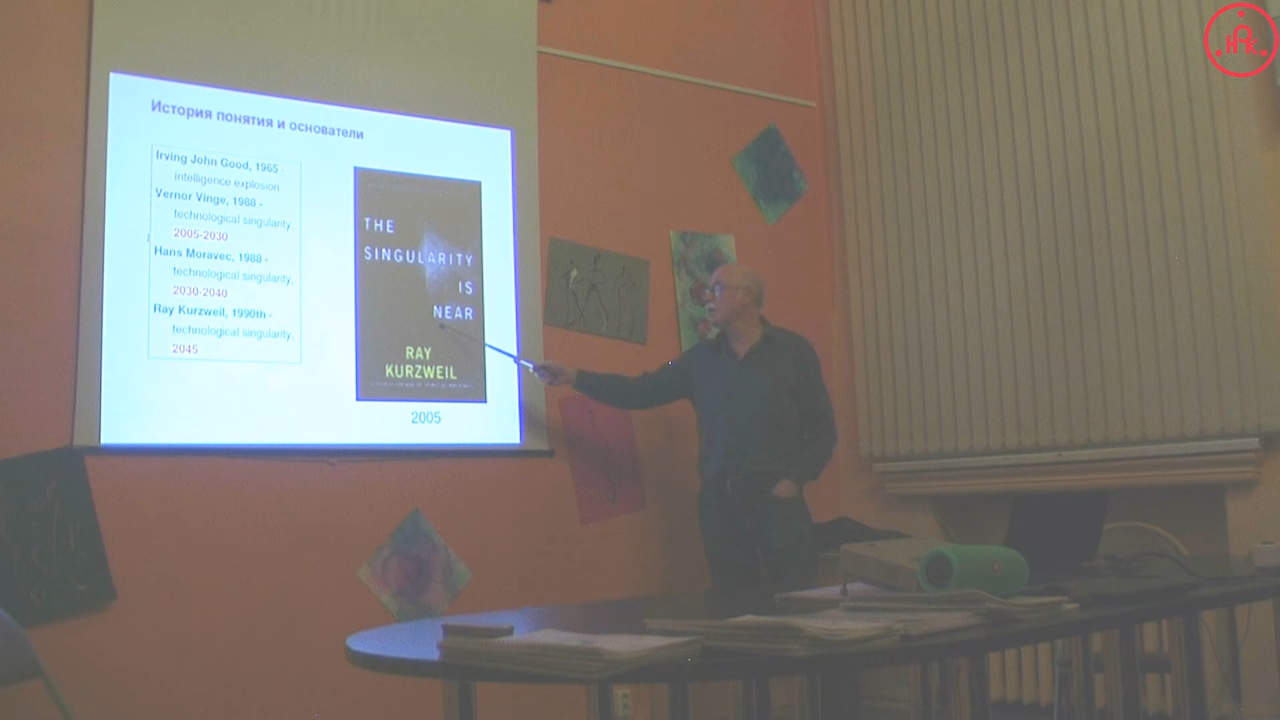 История понятия и основатели
Irving John Good, 1965 -
intelligence explosion
Vernor Vinge, 1988 -
technological singularity,
2005-2030
Hans Moravec, 1988 -
technological singularity,
2030-2040
Ray Kurzweil, 1990th -
technological singularity,
2045
THE
SINGULARITY
IS
NEAR
RAY
KURZWEIL
2005